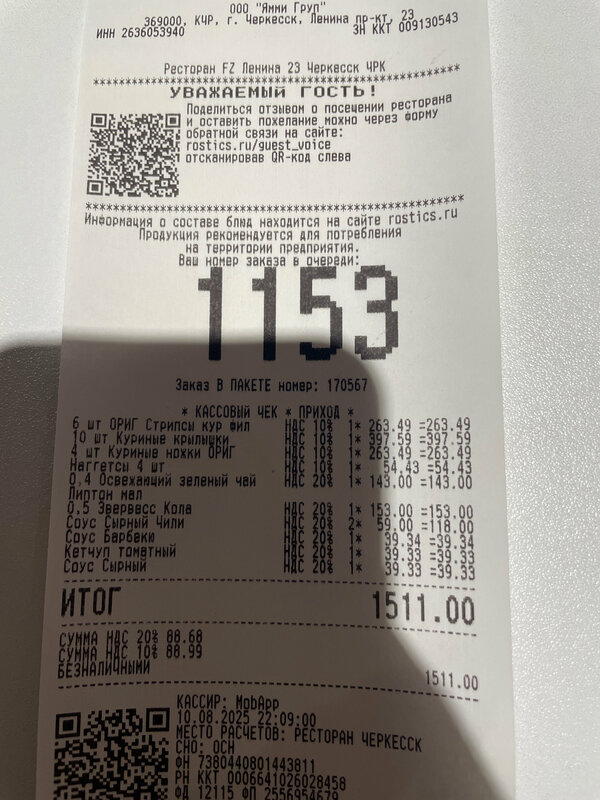 ООО "Ямми Груп"
369000, КЧР, г. Черкесск, Ленина пр-кт, 23
ИНН 2636053940 ЗН ККТ 009130543
Ресторан FZ Ленина 23 Черкесск ЧРК
УВАЖАЕМЫЙ ГОСТЬ!
Поделиться отзывом о посечении ресторана
и оставить похелание мохно через форму
обратной связи на сайте:
rostics.ru/guest_voice
отсканировав QR-код слева
Информация о составе блюд находится на сайте rostics.ru
Продукция рекомендуется для потребления
на территории предприятия.
Ваш номер заказа в очереди:
1153
Заказ В ПАКЕТЕ номер: 170567
* КАССОВЫЙ ЧЕК * ПРИХОД *
6 шт ОРИГ Стрипсы кур фил НДС 10% 1* 263.49 =263.49
10 шт Куриные крылышки НДС 10% 1* 397.59 =397.59
4 шт Куриные ножки ОРИГ НДС 10% 1* 263.49 =263.49
Наггетсы 4 шт НДС 10% 1* 54.43 =54.43
0,4 Освехающий зеленый чай НДС 20% 1* 143.00 =143.00
Липтон мал
0,5 Эвервесс Кола НДС 20% 1* 153.00 =153.00
Соус Сырный Чили НДС 20% 2* 59.00 =118.00
Соус Барбекю НДС 20% 1* 39.34 =39.34
Кетчуп томатный НДС 20% 1* 39.33 =39.33
Соус Сырный НДС 20% 1* 39.33 =39.33
ИТОГ 1511.00
СУММА НДС 20% 88.68
СУММА НДС 10% 88.99
БЕЗНАЛИЧНЫМИ 1511.00
КАССИР: MobApp
10.08.2025 22:09:00
МЕСТО РАСЧЕТОВ: РЕСТОРАН ЧЕРКЕССК
СНО: ОСН
ФН 7380440801443811
РН ККТ 0006641026028458
ФД 12115 ФП 2556954679